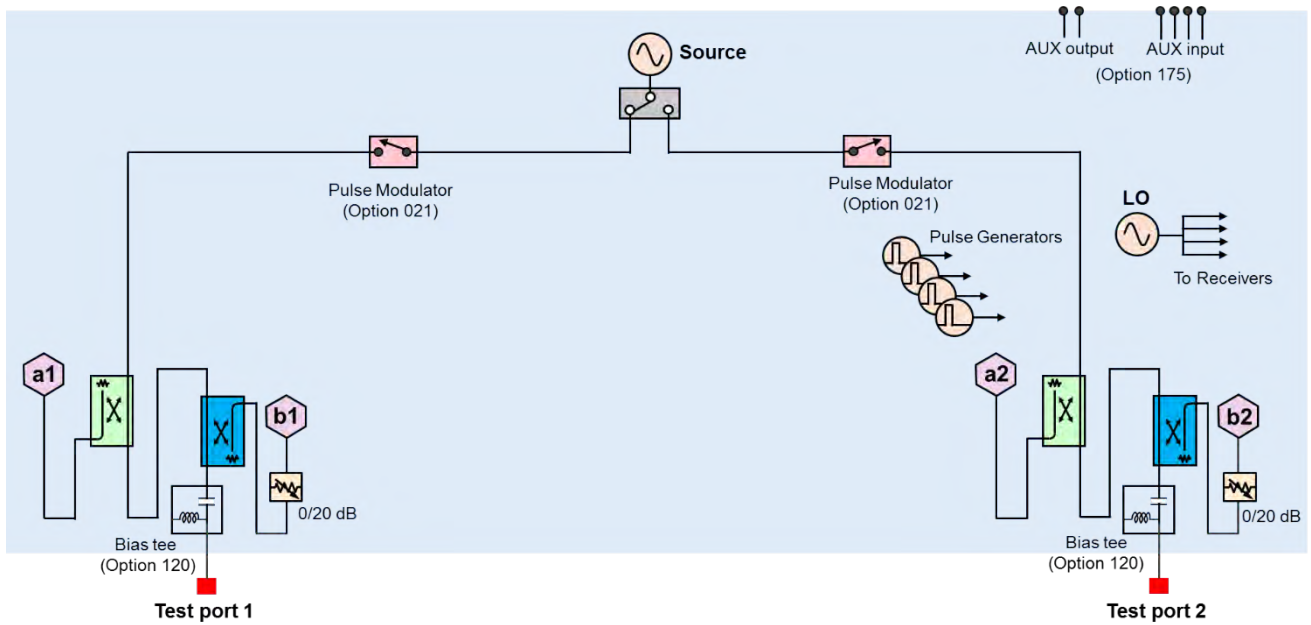 AUX output
AUX input
(Option 175)
Source
Pulse Modulator
(Option 021)
Pulse Modulator
(Option 021)
LO
Pulse Generators
To Receivers
a1
b1
a2
b2
0/20 dB
0/20 dB
Bias tee
(Option 120)
Bias tee
(Option 120)
Test port 1
Test port 2